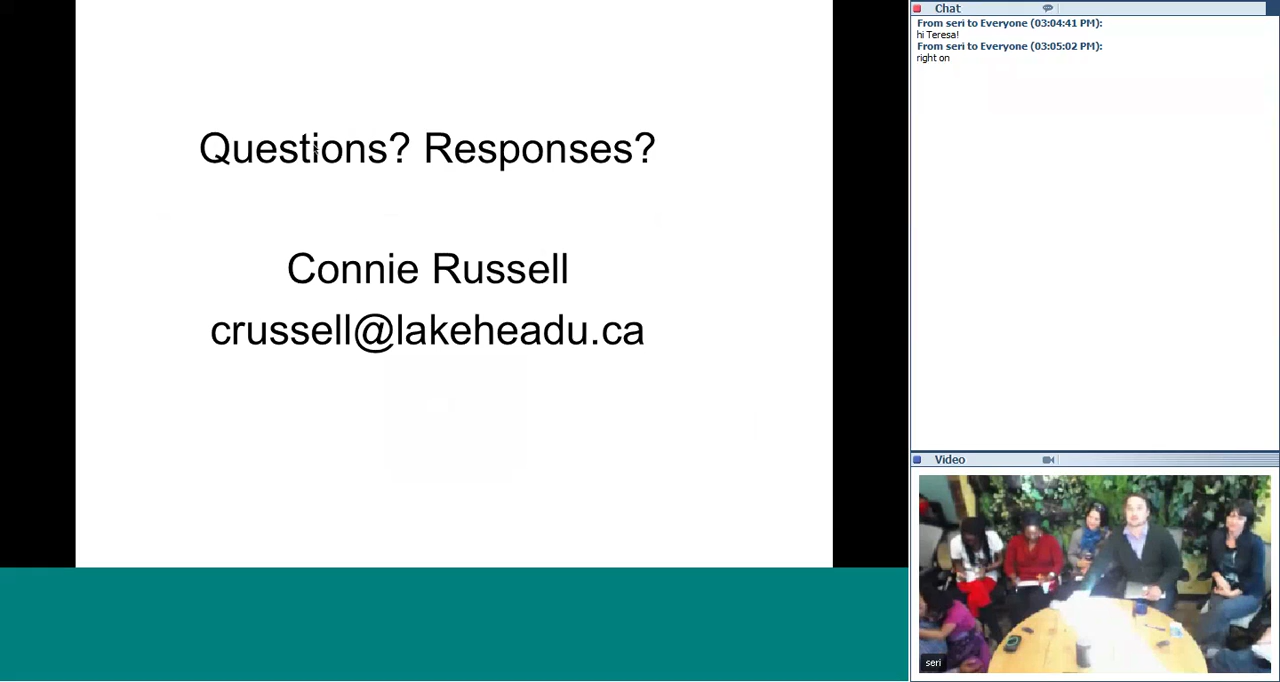 Questions? Responses?
Connie Russell
crussell@lakeheadu.ca
Chat
From seri to Everyone (03:04:41 PM):
hi Teresa!
From seri to Everyone (03:05:02 PM):
right on
Video
seri